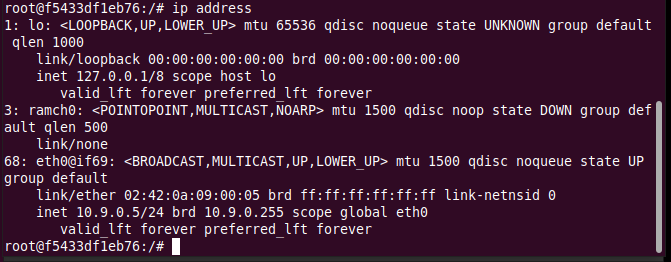 root@f5433df1eb76:/# ip address
1: lo: <LOOPBACK,UP,LOWER_UP> mtu 65536 qdisc noqueue state UNKNOWN group default
 qlen 1000
    link/loopback 00:00:00:00:00:00 brd 00:00:00:00:00:00
    inet 127.0.0.1/8 scope host lo
       valid_lft forever preferred_lft forever
3: ramch0: <POINTOPOINT,MULTICAST,NOARP> mtu 1500 qdisc noop state DOWN group def
ault qlen 500
    link/none
68: eth0@if69: <BROADCAST,MULTICAST,UP,LOWER_UP> mtu 1500 qdisc noqueue state UP
group default
    link/ether 02:42:0a:09:00:05 brd ff:ff:ff:ff:ff:ff link-netnsid 0
    inet 10.9.0.5/24 brd 10.9.0.255 scope global eth0
       valid_lft forever preferred_lft forever
root@f5433df1eb76:/#